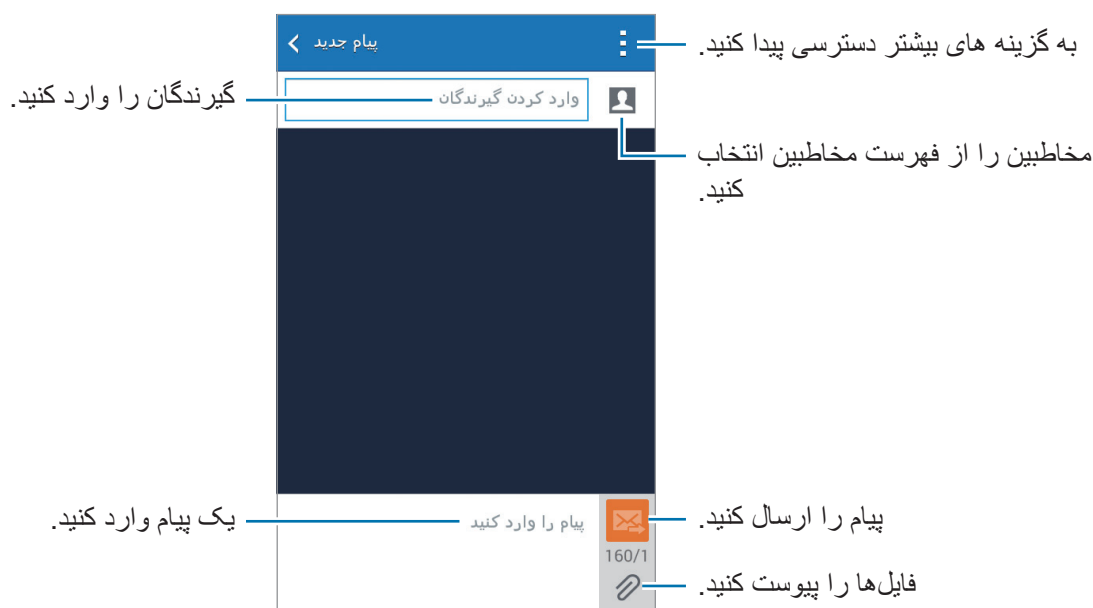 به گزینه های بیشتر دسترسی پیدا کنید.
پیام جدید
وارد کردن گیرندگان
گیرندگان را وارد کنید.
مخاطبین را از فهرست مخاطبین انتخاب
کنید.
پیام را ارسال کنید.
پیام را وارد کنید
یک پیام وارد کنید.
160/1
فایل‌ها را پیوست کنید.